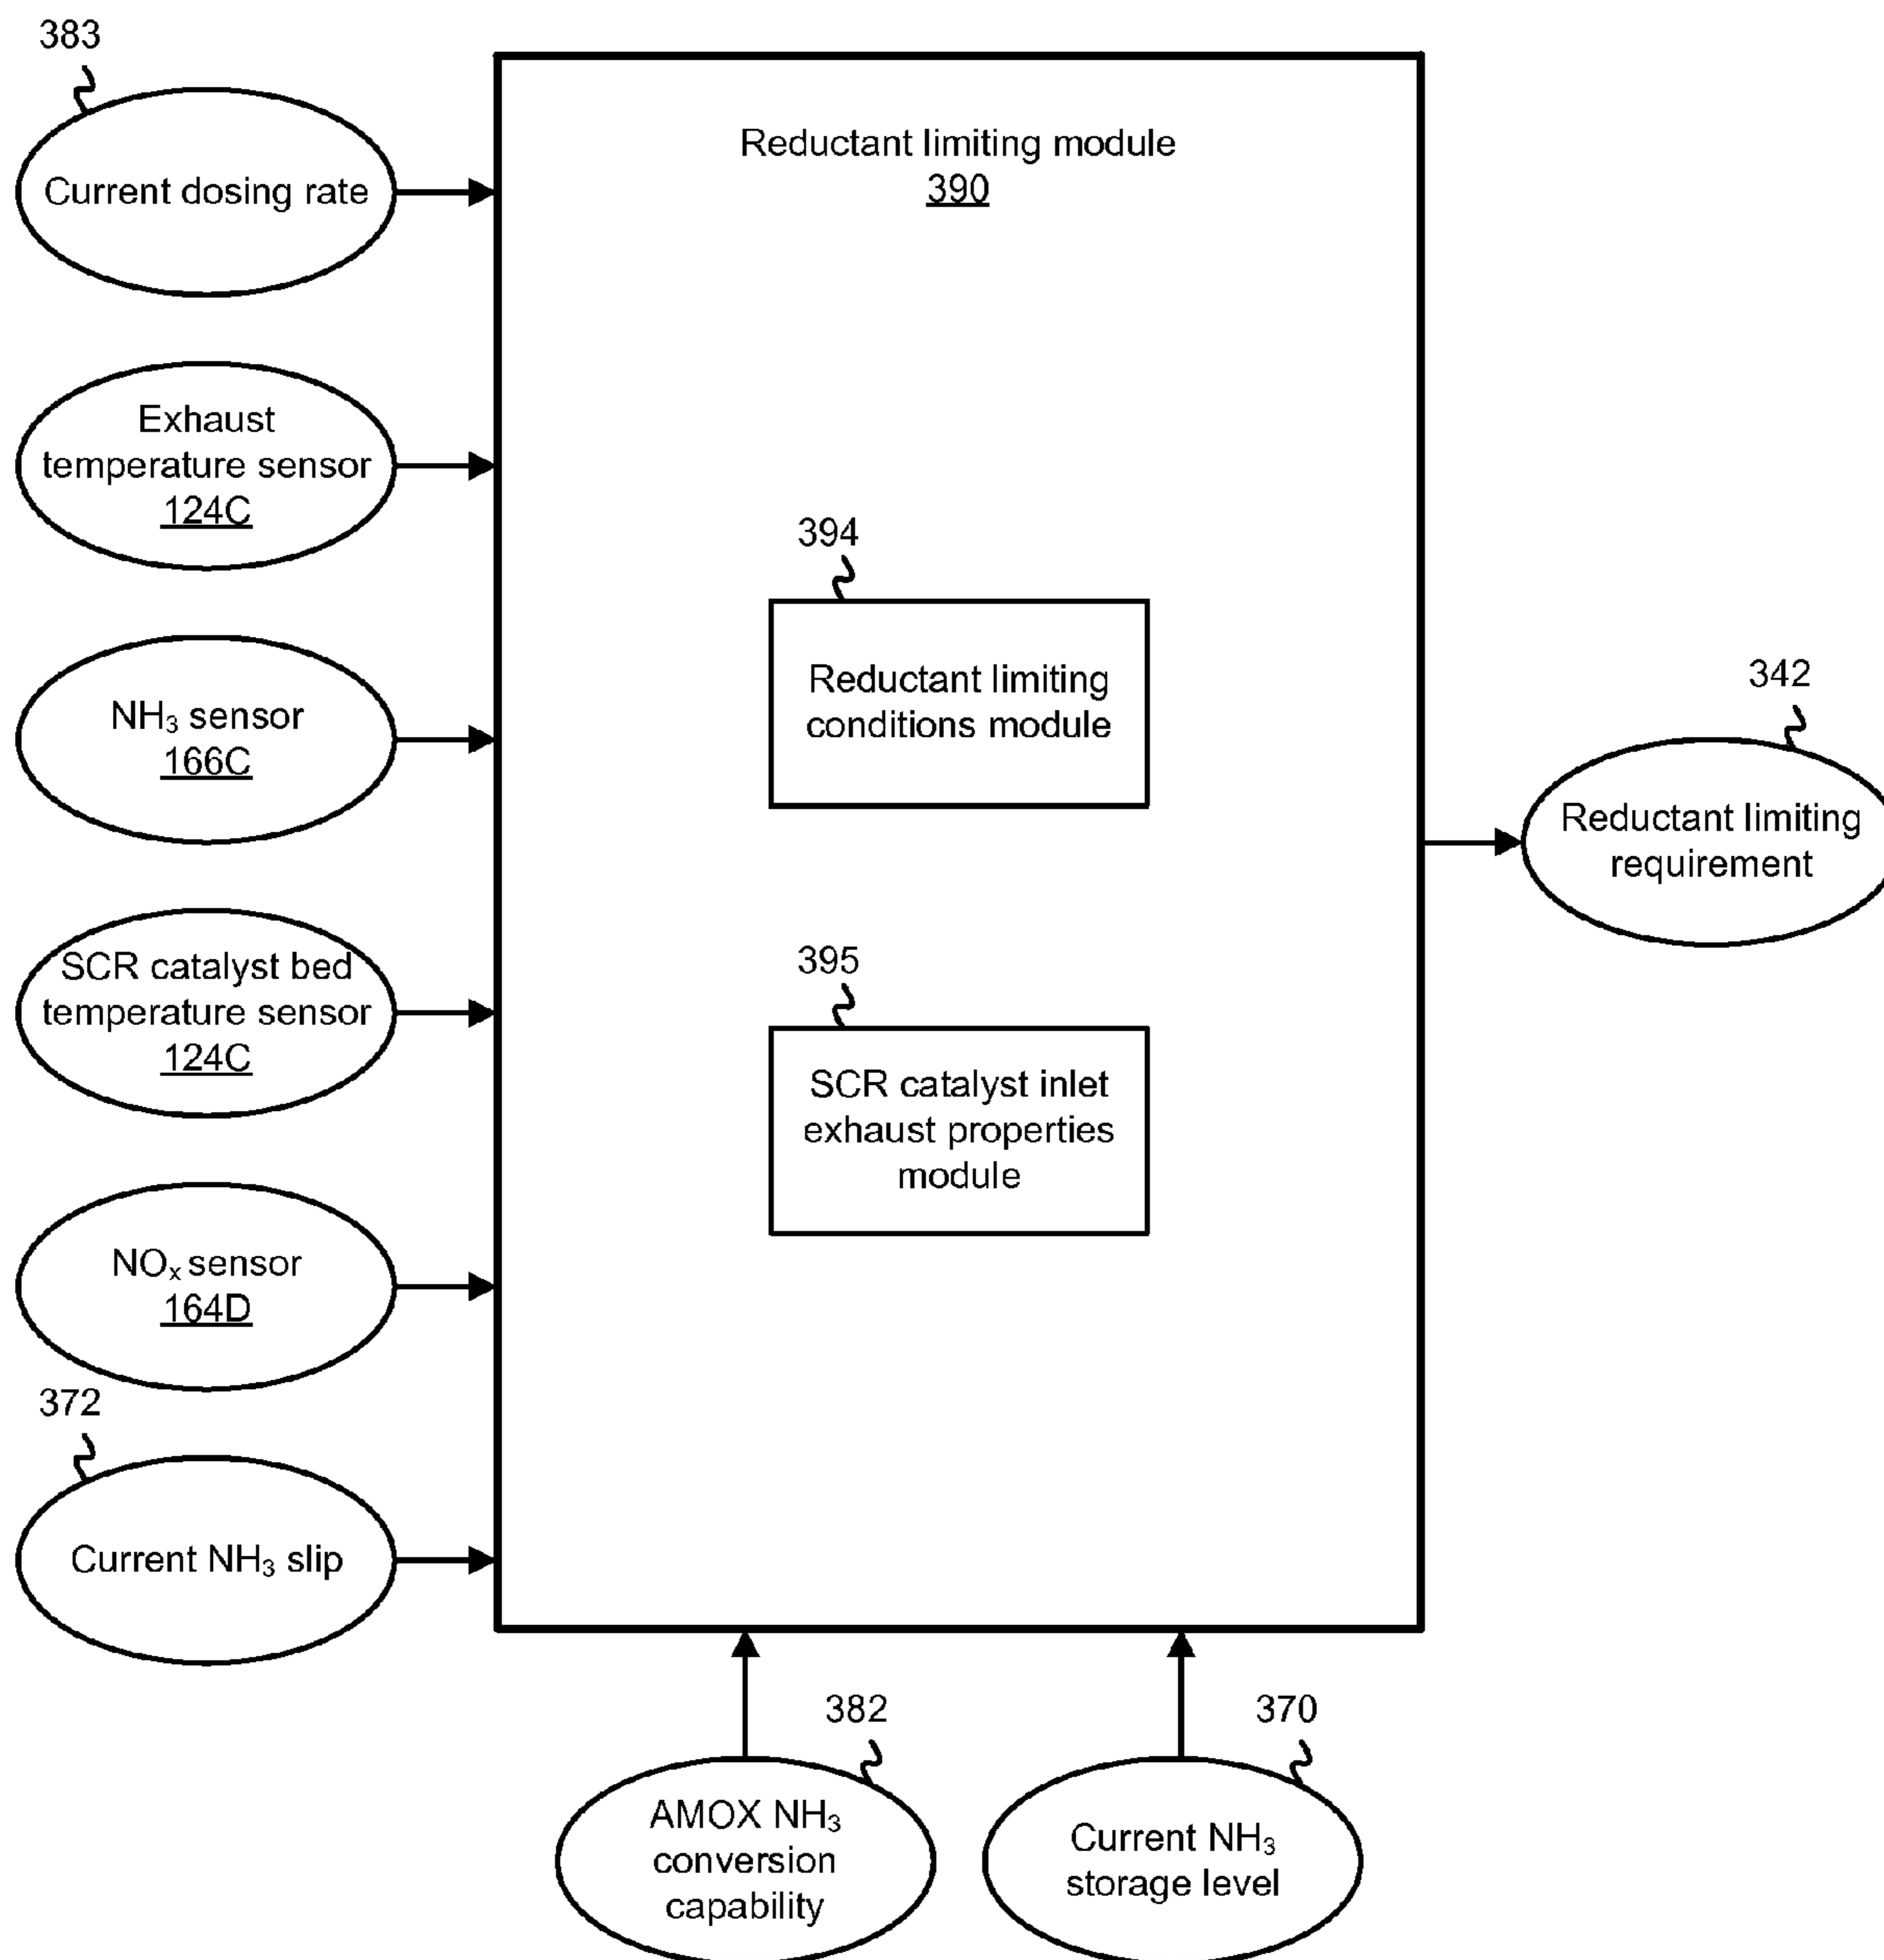 383
Current dosing rate
Exhaust
temperature sensor
124C
NH₃ sensor
166C
SCR catalyst bed
temperature sensor
124C
NOₓ sensor
164D
372
Current NH₃ slip
Reductant limiting module
390
394
Reductant limiting
conditions module
395
SCR catalyst inlet
exhaust properties
module
342
Reductant limiting
requirement
382
AMOX NH₃
conversion
capability
370
Current NH₃
storage level